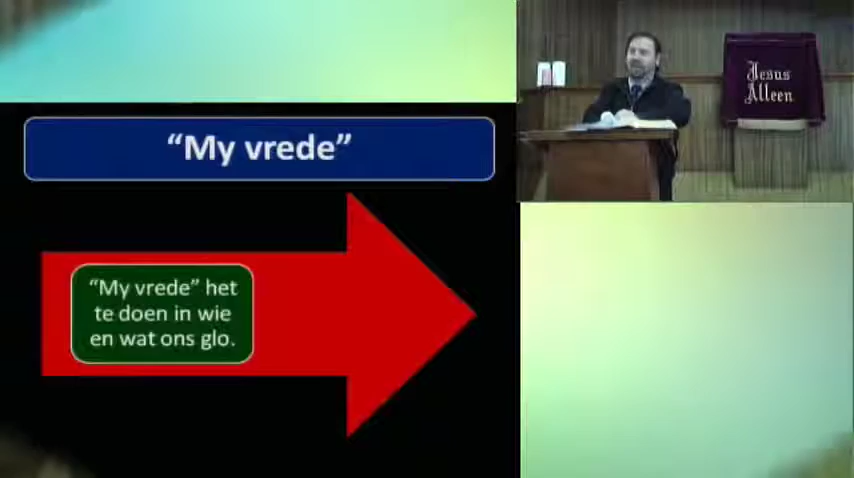 “My vrede”
“My vrede” het
te doen in wie
en wat ons glo.
Jesus
Alleen